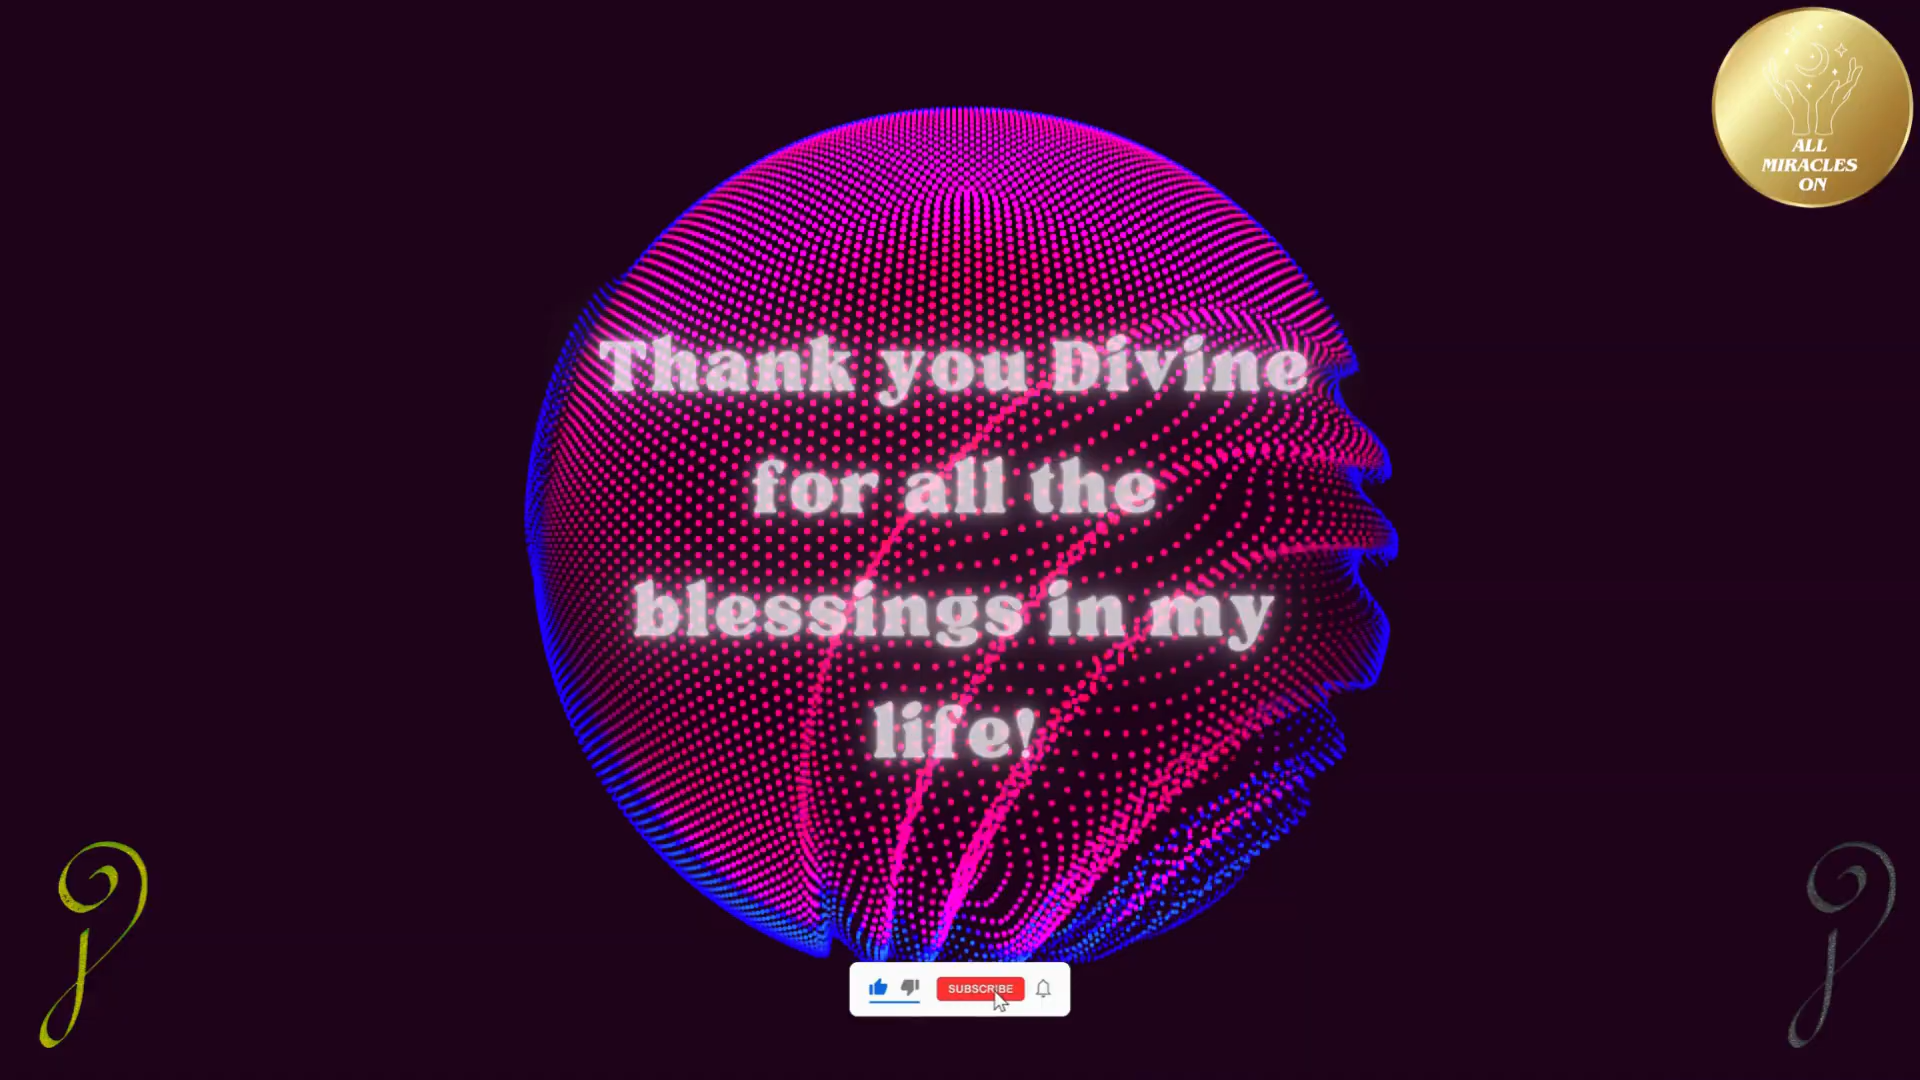 ALL
MIRACLES
ON
Thank you Divine
for all the
blessings in my
life!
SUBSCRIBE